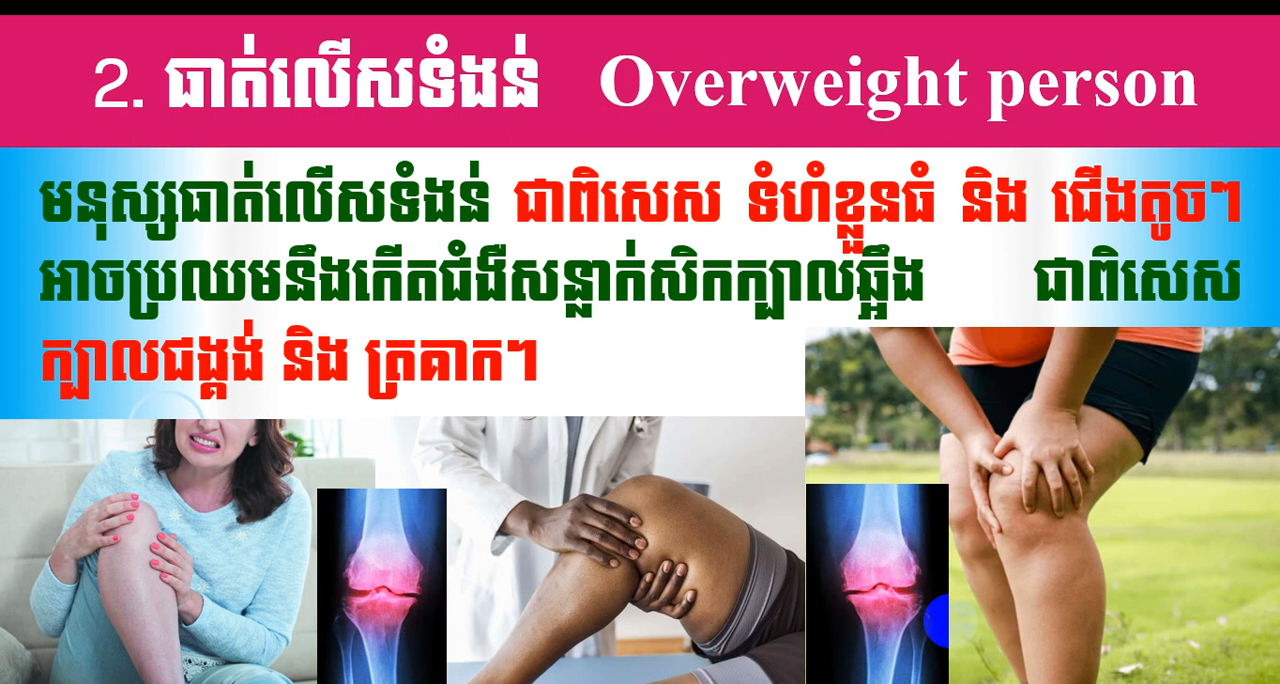 2. ធាត់លើសទំងន់ Overweight person
មនុស្សធាត់លើសទំងន់ ជាពិសេស ទំហំខ្លួនធំ និង ជើងតូចៗ
អាចប្រឈមនឹងកើតជំងឺសន្លាក់សិកក្បាលឆ្អឹង ជាពិសេស
ក្បាលជង្គង់ និង ត្រគាក។